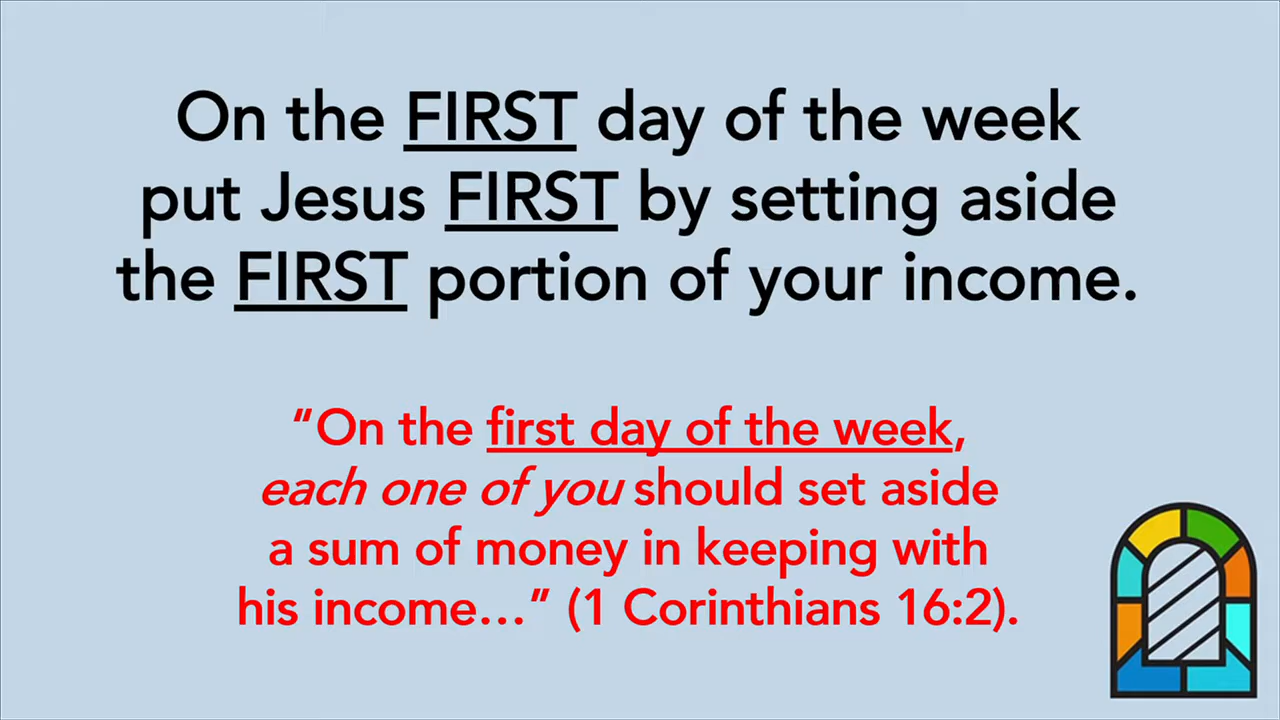 On the FIRST day of the week
put Jesus FIRST by setting aside
the FIRST portion of your income.
"On the first day of the week,
each one of you should set aside
a sum of money in keeping with
his income…" (1 Corinthians 16:2).